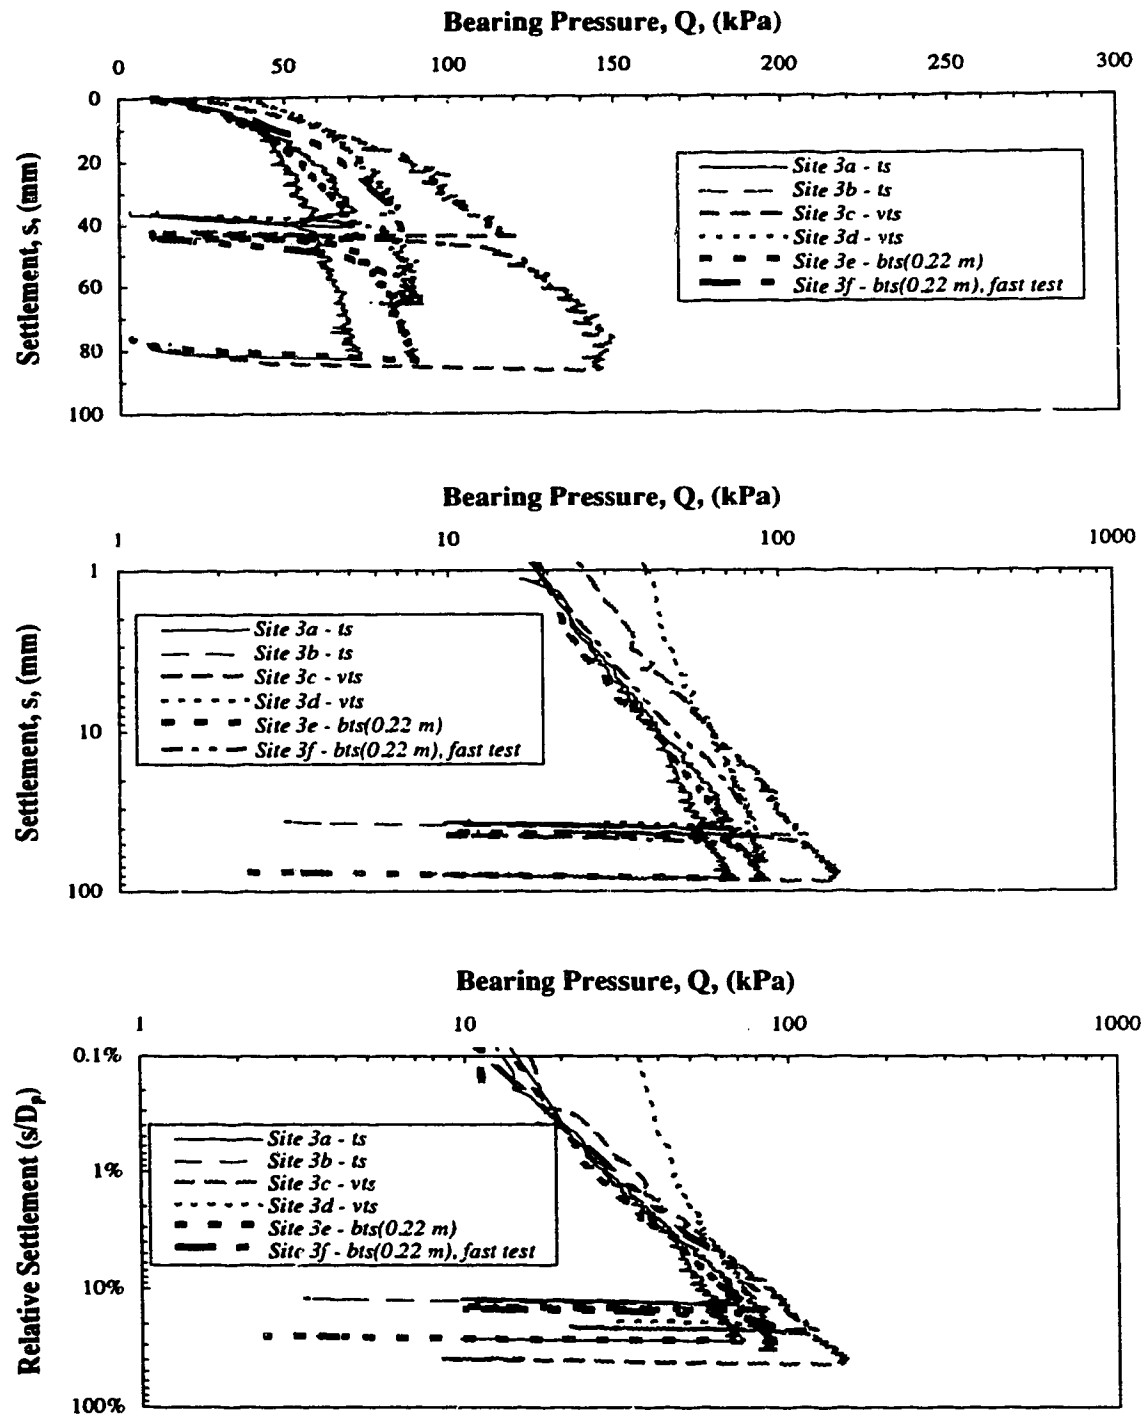 Bearing Pressure, Q, (kPa)
0 50 100 150 200 250 300
Settlement, s, (mm)
0
20
40
60
80
100
Site 3a - ts
Site 3b - ts
Site 3c - vts
Site 3d - vts
Site 3e - bts(0.22 m)
Site 3f - bts(0.22 m), fast test
Bearing Pressure, Q, (kPa)
1 10 100 1000
Settlement, s, (mm)
1
10
100
Site 3a - ts
Site 3b - ts
Site 3c - vts
Site 3d - vts
Site 3e - bts(0.22 m)
Site 3f - bts(0.22 m), fast test
Bearing Pressure, Q, (kPa)
1 10 100 1000
Relative Settlement (s/Dp)
0.1%
1%
10%
100%
Site 3a - ts
Site 3b - ts
Site 3c - vts
Site 3d - vts
Site 3e - bts(0.22 m)
Site 3f - bts(0.22 m), fast test